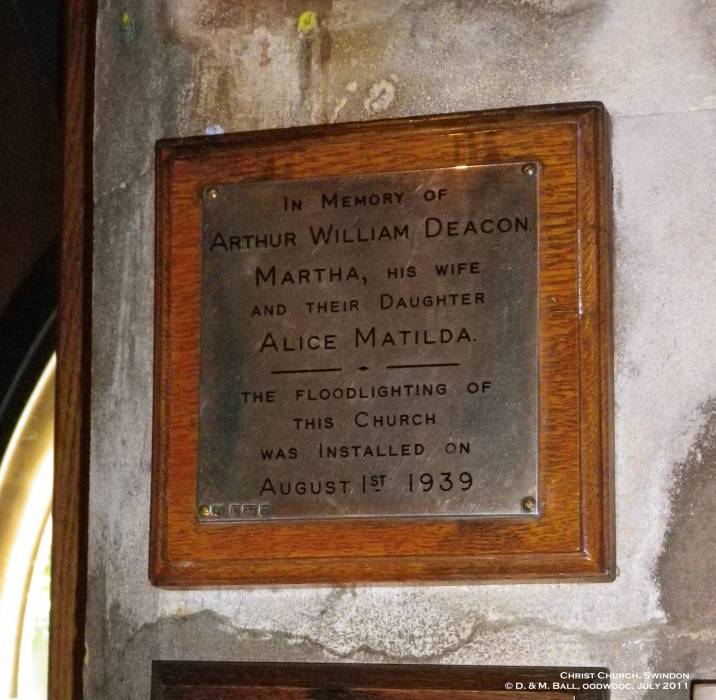 In Memory of
Arthur William Deacon.
Martha, his wife.
and their Daughter
Alice Matilda.
the floodlighting of
this Church
was Installed on
August 1st 1939
Christ Church, Swindon
© D. & M. Ball, oodwooc, July 2011